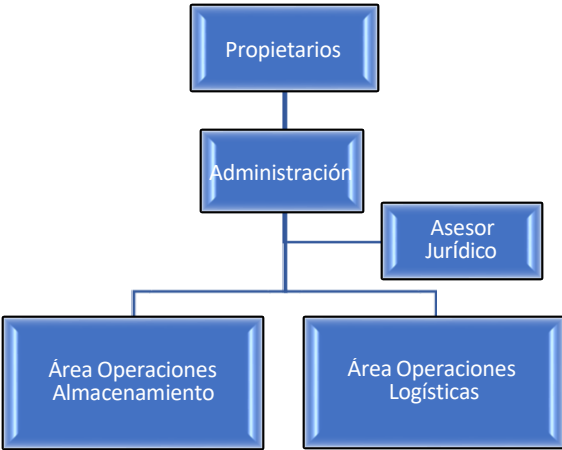 Propietarios
Administración
Asesor
Jurídico
Área Operaciones
Almacenamiento
Área Operaciones
Logísticas